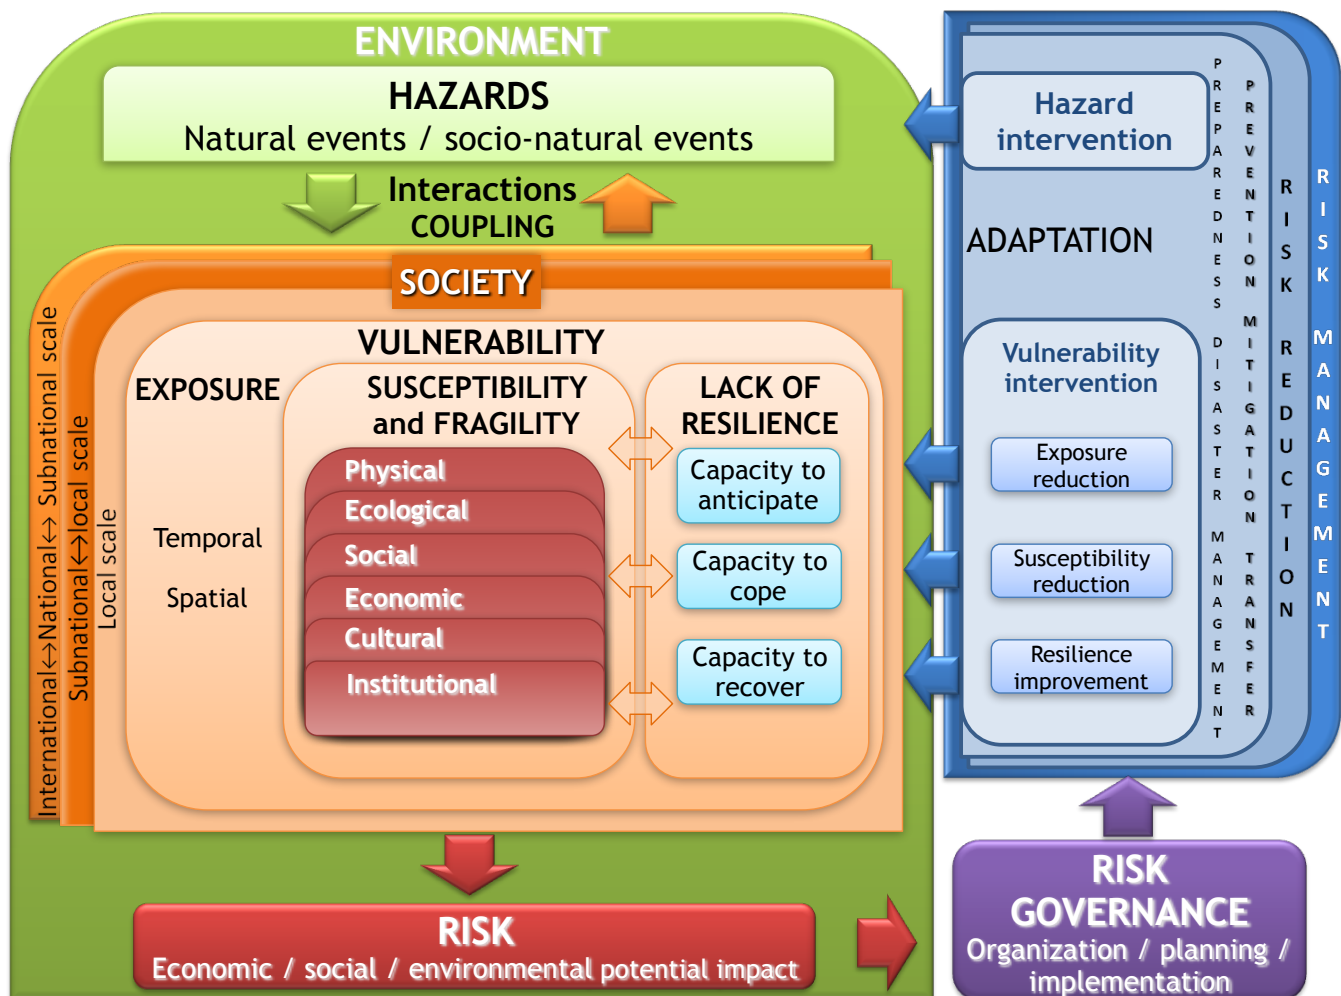 ENVIRONMENT
HAZARDS
Natural events / socio-natural events
Interactions
COUPLING
SOCIETY
International↔National↔ Subnational scale
Subnational↔local scale
Local scale
VULNERABILITY
EXPOSURE
Temporal
Spatial
SUSCEPTIBILITY
and FRAGILITY
Physical
Ecological
Social
Economic
Cultural
Institutional
LACK OF
RESILIENCE
Capacity to
anticipate
Capacity to
cope
Capacity to
recover
RISK
Economic / social / environmental potential impact
Hazard
intervention
ADAPTATION
Vulnerability
intervention
Exposure
reduction
Susceptibility
reduction
Resilience
improvement
PREPAREDNESS DISASTER MANAGEMENT
PREVENTION MITIGATION TRANSFER
RISK REDUCTION
RISK MANAGEMENT
RISK
GOVERNANCE
Organization / planning /
implementation